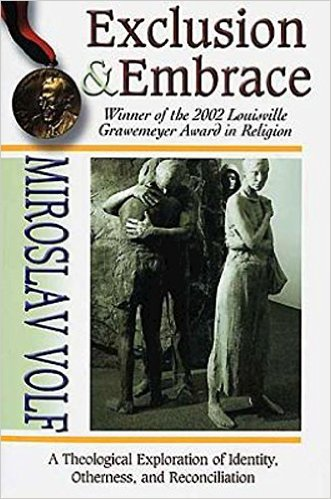 Exclusion
& Embrace
Winner of the 2002 Louisville
Grawemeyer Award in Religion
MIROSLAV VOLF
A Theological Exploration of Identity,
Otherness, and Reconciliation